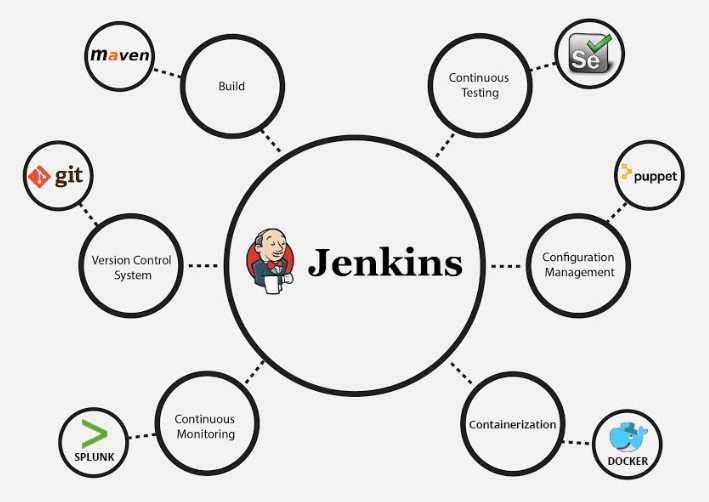 maven
Build
Continuous
Testing
Se
git
puppet
Version Control
System
Jenkins
Configuration
Management
Continuous
Monitoring
Containerization
SPLUNK
DOCKER